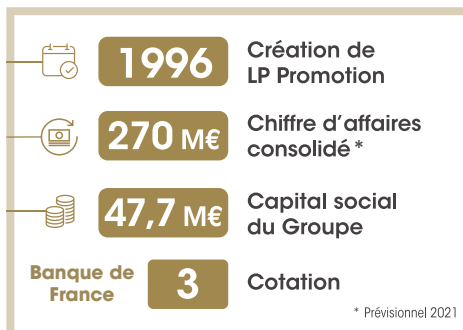 1996
Création de
LP Promotion
270 M€
Chiffre d'affaires
consolidé *
47,7 M€
Capital social
du Groupe
Banque de
France
3
Cotation
* Prévisionnel 2021